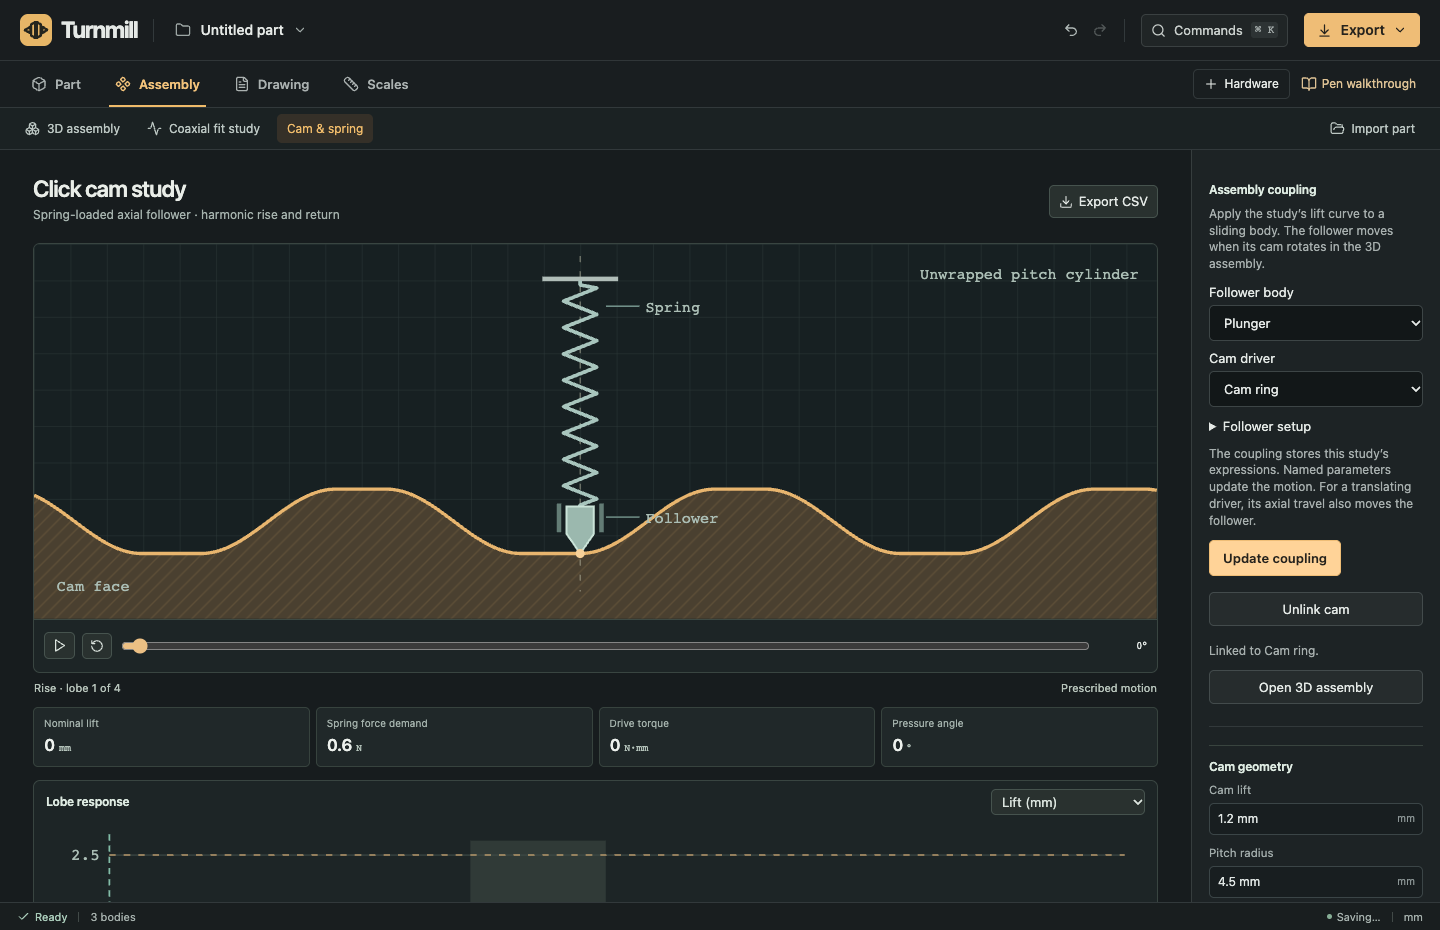 Turnmill
Untitled part
Commands ⌘ K
Export
Part
Assembly
Drawing
Scales
Hardware
Pen walkthrough
3D assembly
Coaxial fit study
Cam & spring
Import part
Click cam study
Spring-loaded axial follower · harmonic rise and return
Export CSV
Unwrapped pitch cylinder
Spring
Follower
Cam face
0°
Rise · lobe 1 of 4
Prescribed motion
Nominal lift
0 mm
Spring force demand
0.6 N
Drive torque
0 N·mm
Pressure angle
0 °
Lobe response
Lift (mm)
2.5
Assembly coupling
Apply the study's lift curve to a
sliding body. The follower moves
when its cam rotates in the 3D
assembly.
Follower body
Plunger
Cam driver
Cam ring
Follower setup
The coupling stores this study's
expressions. Named parameters
update the motion. For a translating
driver, its axial travel also moves the
follower.
Update coupling
Unlink cam
Linked to Cam ring.
Open 3D assembly
Cam geometry
Cam lift
1.2 mm mm
Pitch radius
4.5 mm mm
Ready
3 bodies
Saving...
mm